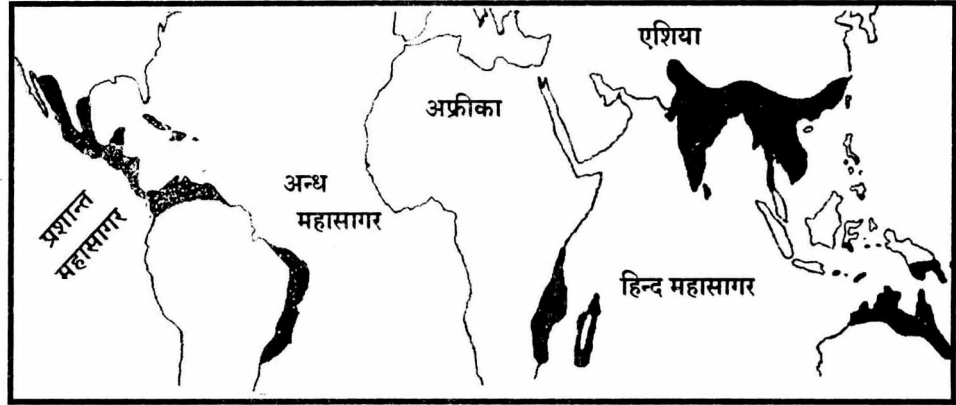 एशिया
अफ्रीका
अन्ध
महासागर
प्रशान्त
महासागर
हिन्द महासागर